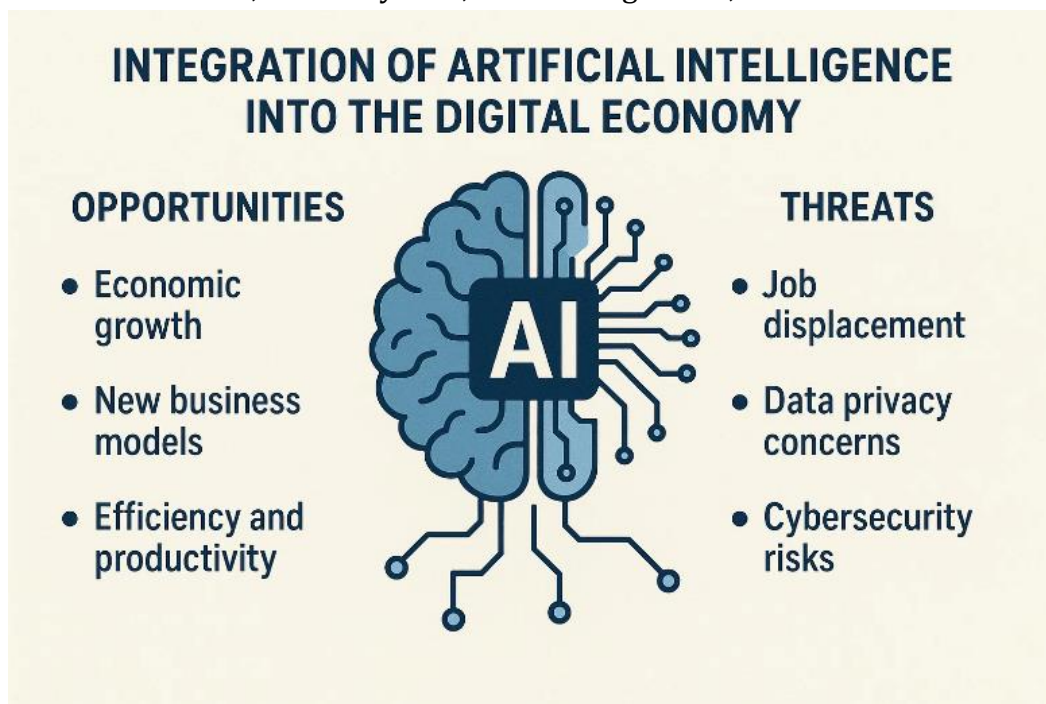 INTEGRATION OF ARTIFICIAL INTELLIGENCE
INTO THE DIGITAL ECONOMY
OPPORTUNITIES
• Economic
growth
• New business
models
• Efficiency and
productivity
AI
THREATS
• Job
displacement
• Data privacy
concerns
• Cybersecurity
risks